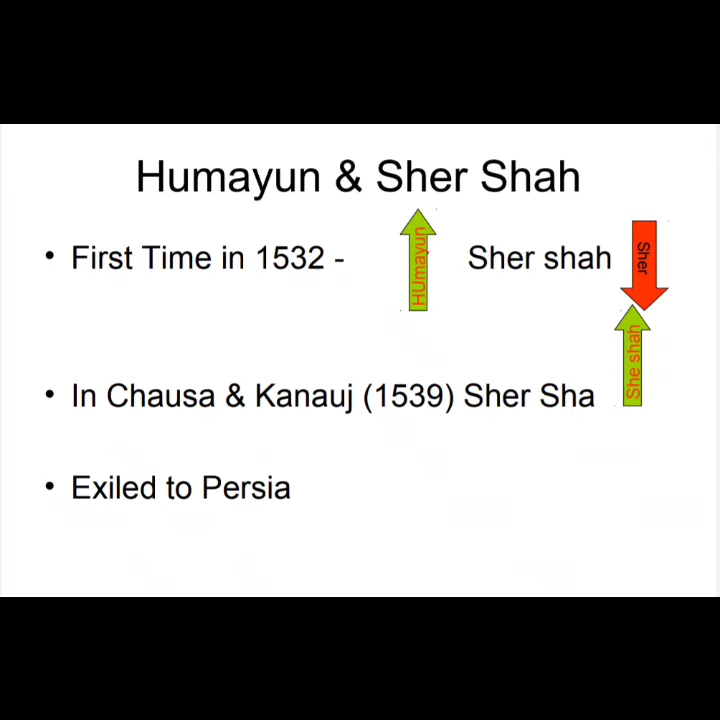 Humayun & Sher Shah
• First Time in 1532 -
HUmayun
Sher shah
Sher
She shah
• In Chausa & Kanauj (1539) Sher Sha
• Exiled to Persia